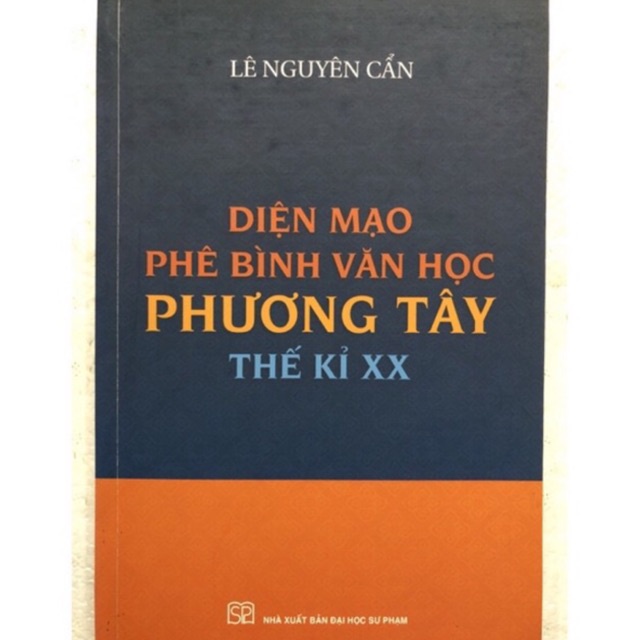 LÊ NGUYÊN CẨN
DIỆN MẠO
PHÊ BÌNH VĂN HỌC
PHƯƠNG TÂY
THẾ KỈ XX
SP NHÀ XUẤT BẢN ĐẠI HỌC SƯ PHẠM